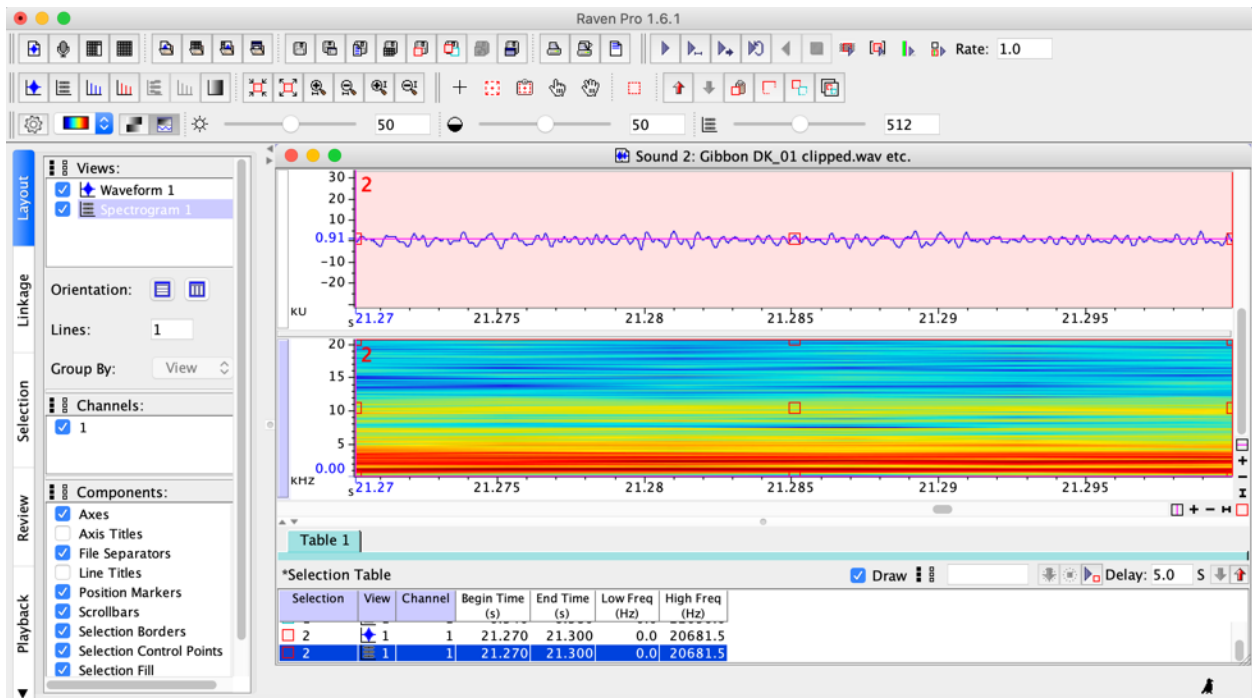 Raven Pro 1.6.1
Rate: 1.0
50 50 512
Sound 2: Gibbon DK_01 clipped.wav etc.
Layout
Linkage
Selection
Review
Playback
Views:
Waveform 1
Spectrogram 1
Orientation:
Lines: 1
Group By: View
Channels:
1
Components:
Axes
Axis Titles
File Separators
Line Titles
Position Markers
Scrollbars
Selection Borders
Selection Control Points
Selection Fill
2
30
20
10
0.91
-10
-20
kU
s 21.27 21.275 21.28 21.285 21.29 21.295
2
20
15
10
5
0.00
kHz
s 21.27 21.275 21.28 21.285 21.29 21.295
Table 1
*Selection Table Draw Delay: 5.0 S
Selection View Channel Begin Time (s) End Time (s) Low Freq (Hz) High Freq (Hz)
2 1 1 21.270 21.300 0.0 20681.5
2 1 1 21.270 21.300 0.0 20681.5